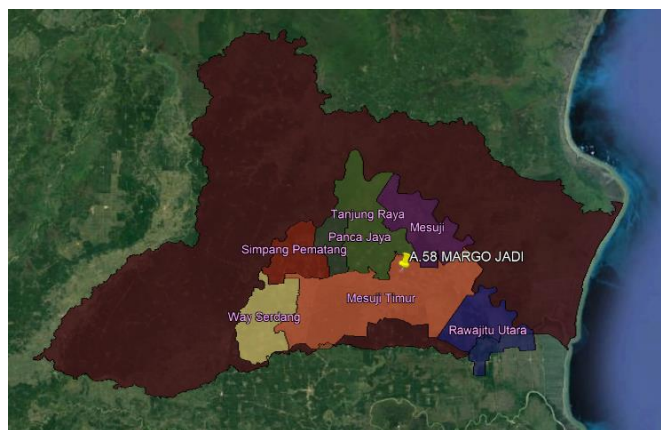 Tanjung Raya
Mesuji
Panca Jaya
Simpang Pematang
A.58 MARGO JADI
Mesuji Timur
Way Serdang
Rawajitu Utara